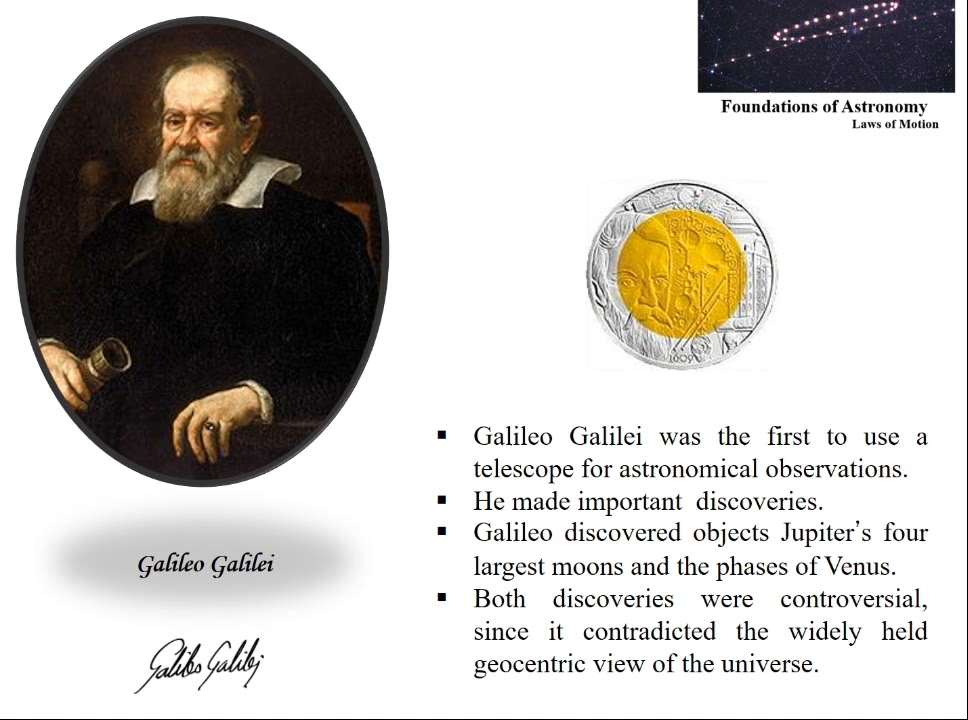 Foundations of Astronomy
Laws of Motion
2009
1609
▪ Galileo Galilei was the first to use a
telescope for astronomical observations.
▪ He made important discoveries.
▪ Galileo discovered objects Jupiter's four
largest moons and the phases of Venus.
▪ Both discoveries were controversial,
since it contradicted the widely held
geocentric view of the universe.
Galileo Galilei
Galileo Galilei